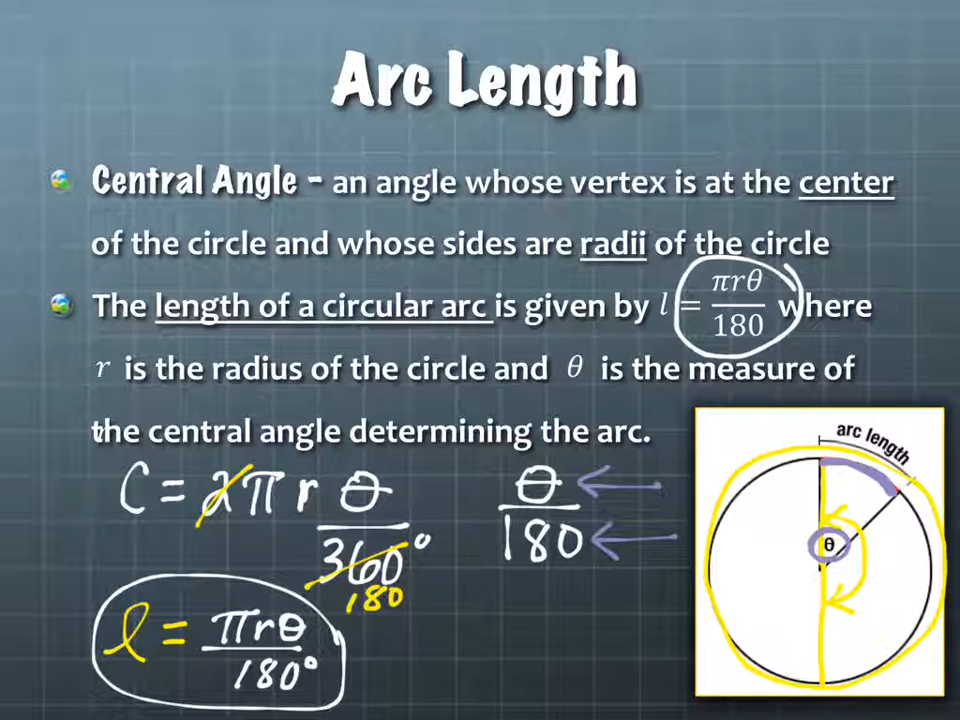 Arc Length
Central Angle - an angle whose vertex is at the center
of the circle and whose sides are radii of the circle
The length of a circular arc is given by l = πrθ/180 where
r is the radius of the circle and θ is the measure of
the central angle determining the arc.
C = 2πr θ/360°
180
θ/180
l = πrθ/180°
arc length
θ